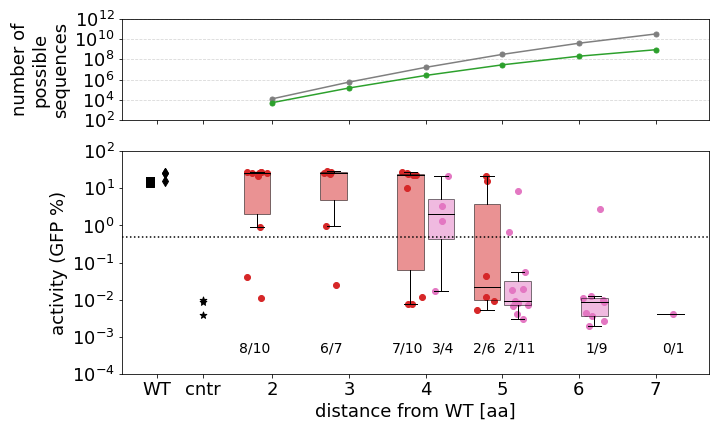 number of
possible
sequences
10^12
10^10
10^8
10^6
10^4
10^2
activity (GFP %)
10^2
10^1
10^0
10^-1
10^-2
10^-3
10^-4
8/10 6/7 7/10 3/4 2/6 2/11 1/9 0/1
WT cntr 2 3 4 5 6 7
distance from WT [aa]